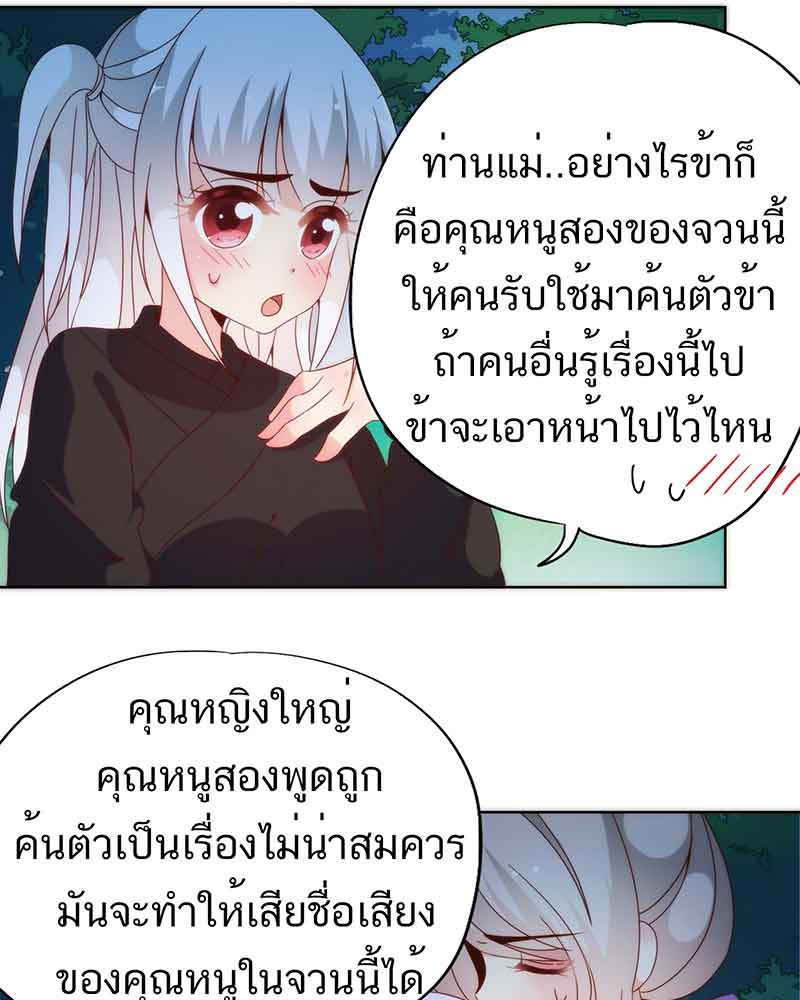 ท่านแม่..อย่างไรข้าก็
คือคุณหนูสองของจวนนี้
ให้คนรับใช้มาค้นตัวข้า
ถ้าคนอื่นรู้เรื่องนี้ไป
ข้าจะเอาหน้าไปไว้ไหน
คุณหญิงใหญ่
คุณหนูสองพูดถูก
ค้นตัวเป็นเรื่องไม่น่าสมควร
มันจะทำให้เสียชื่อเสียง
ของคุณหนูในจวนนี้ได้